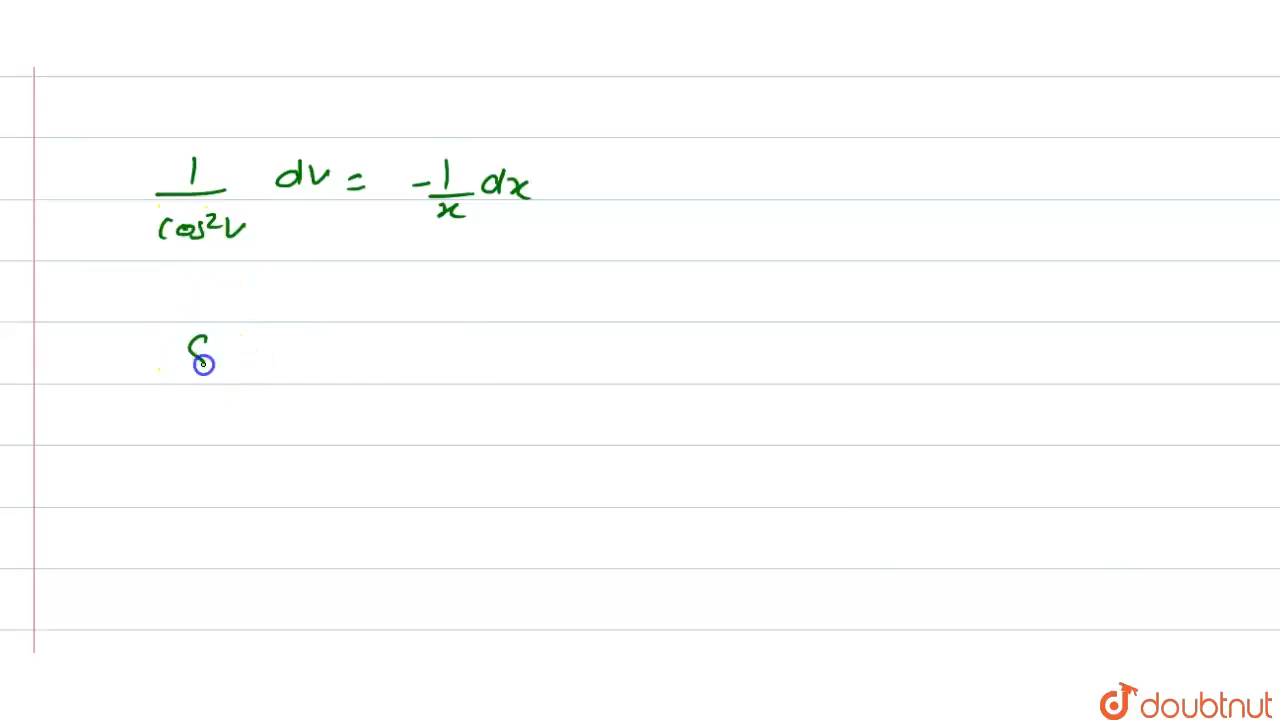 1/cos²v dv = -1/x dx
S
doubtnut